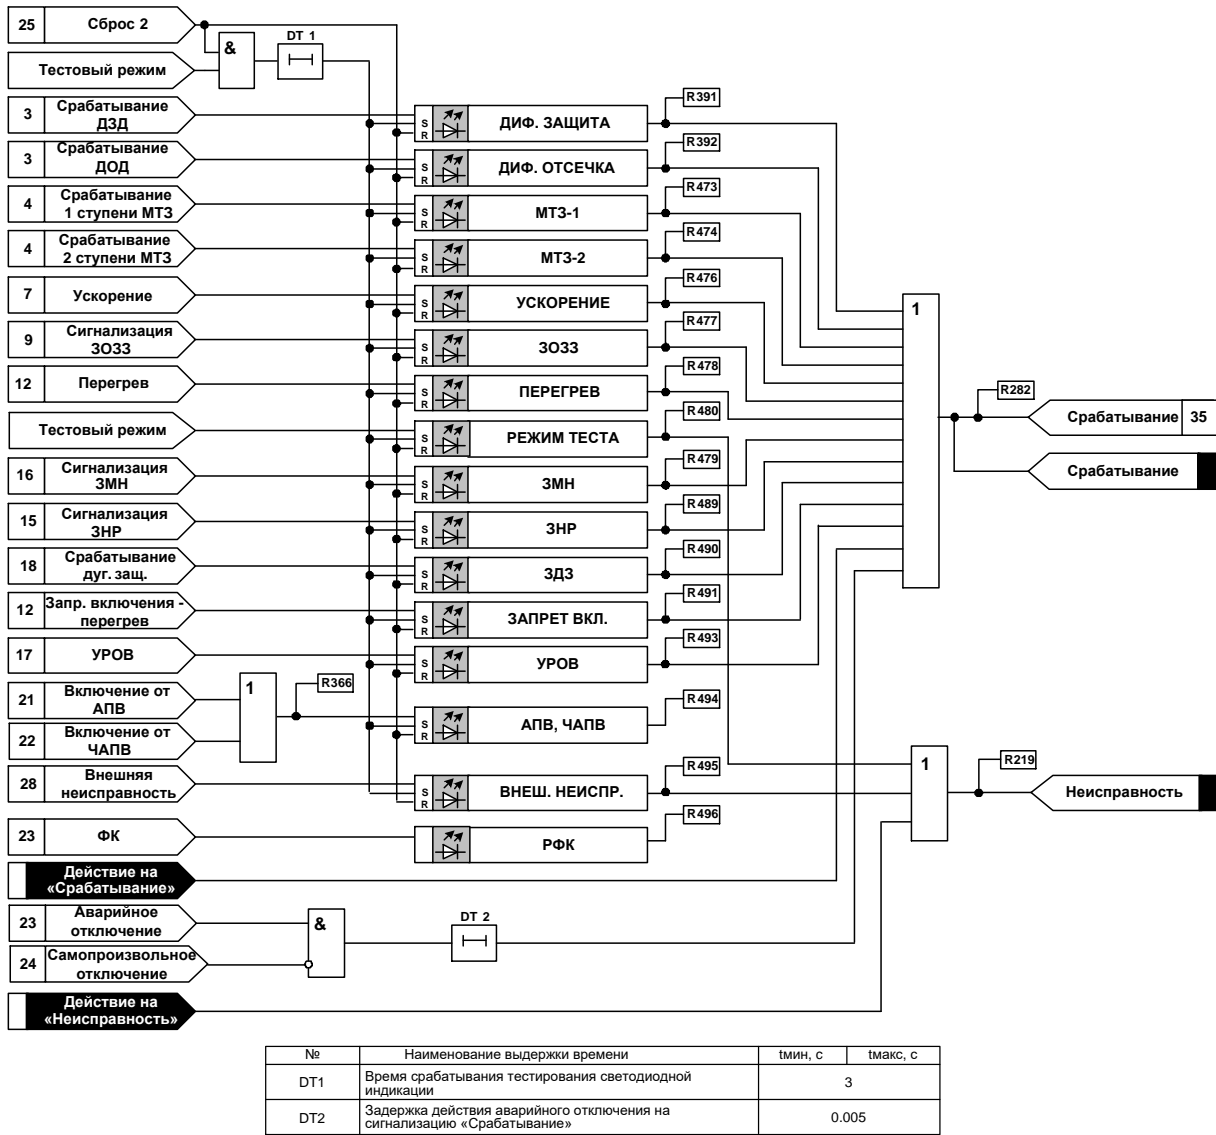 25 Сброс 2
&
DT 1
Тестовый режим
3 Срабатывание
ДЗД
S
R
ДИФ. ЗАЩИТА
R391
3 Срабатывание
ДОД
S
R
ДИФ. ОТСЕЧКА
R392
4 Срабатывание
1 ступени МТЗ
S
R
МТЗ-1
R473
4 Срабатывание
2 ступени МТЗ
S
R
МТЗ-2
R474
7 Ускорение
S
R
УСКОРЕНИЕ
R476
9 Сигнализация
ЗОЗЗ
S
R
ЗОЗЗ
R477
12 Перегрев
S
R
ПЕРЕГРЕВ
R478
Тестовый режим
S
R
РЕЖИМ ТЕСТА
R480
16 Сигнализация
ЗМН
S
R
ЗМН
R479
15 Сигнализация
ЗНР
S
R
ЗНР
R489
18 Срабатывание
дуг. защ.
S
R
ЗДЗ
R490
12 Запр. включения -
перегрев
S
R
ЗАПРЕТ ВКЛ.
R491
17 УРОВ
S
R
УРОВ
R493
21 Включение от
АПВ
22 Включение от
ЧАПВ
1
R366
S
R
АПВ, ЧАПВ
R494
28 Внешняя
неисправность
S
R
ВНЕШ. НЕИСПР.
R495
23 ФК
РФК
R496
1
R282
Срабатывание 35
Срабатывание
1
R219
Неисправность
Действие на
«Срабатывание»
23 Аварийное
отключение
24 Самопроизвольное
отключение
&
DT 2
Действие на
«Неисправность»
№ Наименование выдержки времени tмин, с tмакс, с
DT1 Время срабатывания тестирования светодиодной
индикации 3
DT2 Задержка действия аварийного отключения на
сигнализацию «Срабатывание» 0.005